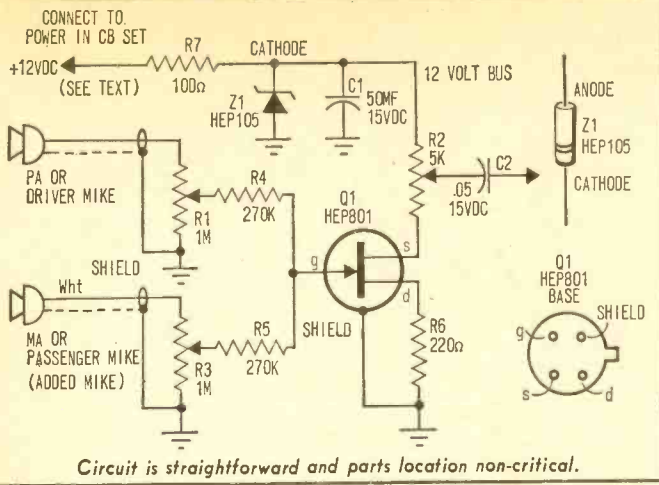 CONNECT TO
POWER IN CB SET
+12VDC
(SEE TEXT)
R7
100Ω
CATHODE
Z1
HEP105
C1
50MF
15VDC
12 VOLT BUS
R2
5K
C2
.05
15VDC
ANODE
Z1
HEP105
CATHODE
PA OR
DRIVER MIKE
R1
1M
R4
270K
Q1
HEP801
g
s
d
SHIELD
SHIELD
Wht
MA OR
PASSENGER MIKE
(ADDED MIKE)
R3
1M
R5
270K
R6
220Ω
Q1
HEP801
BASE
g
SHIELD
s
d
Circuit is straightforward and parts location non-critical.